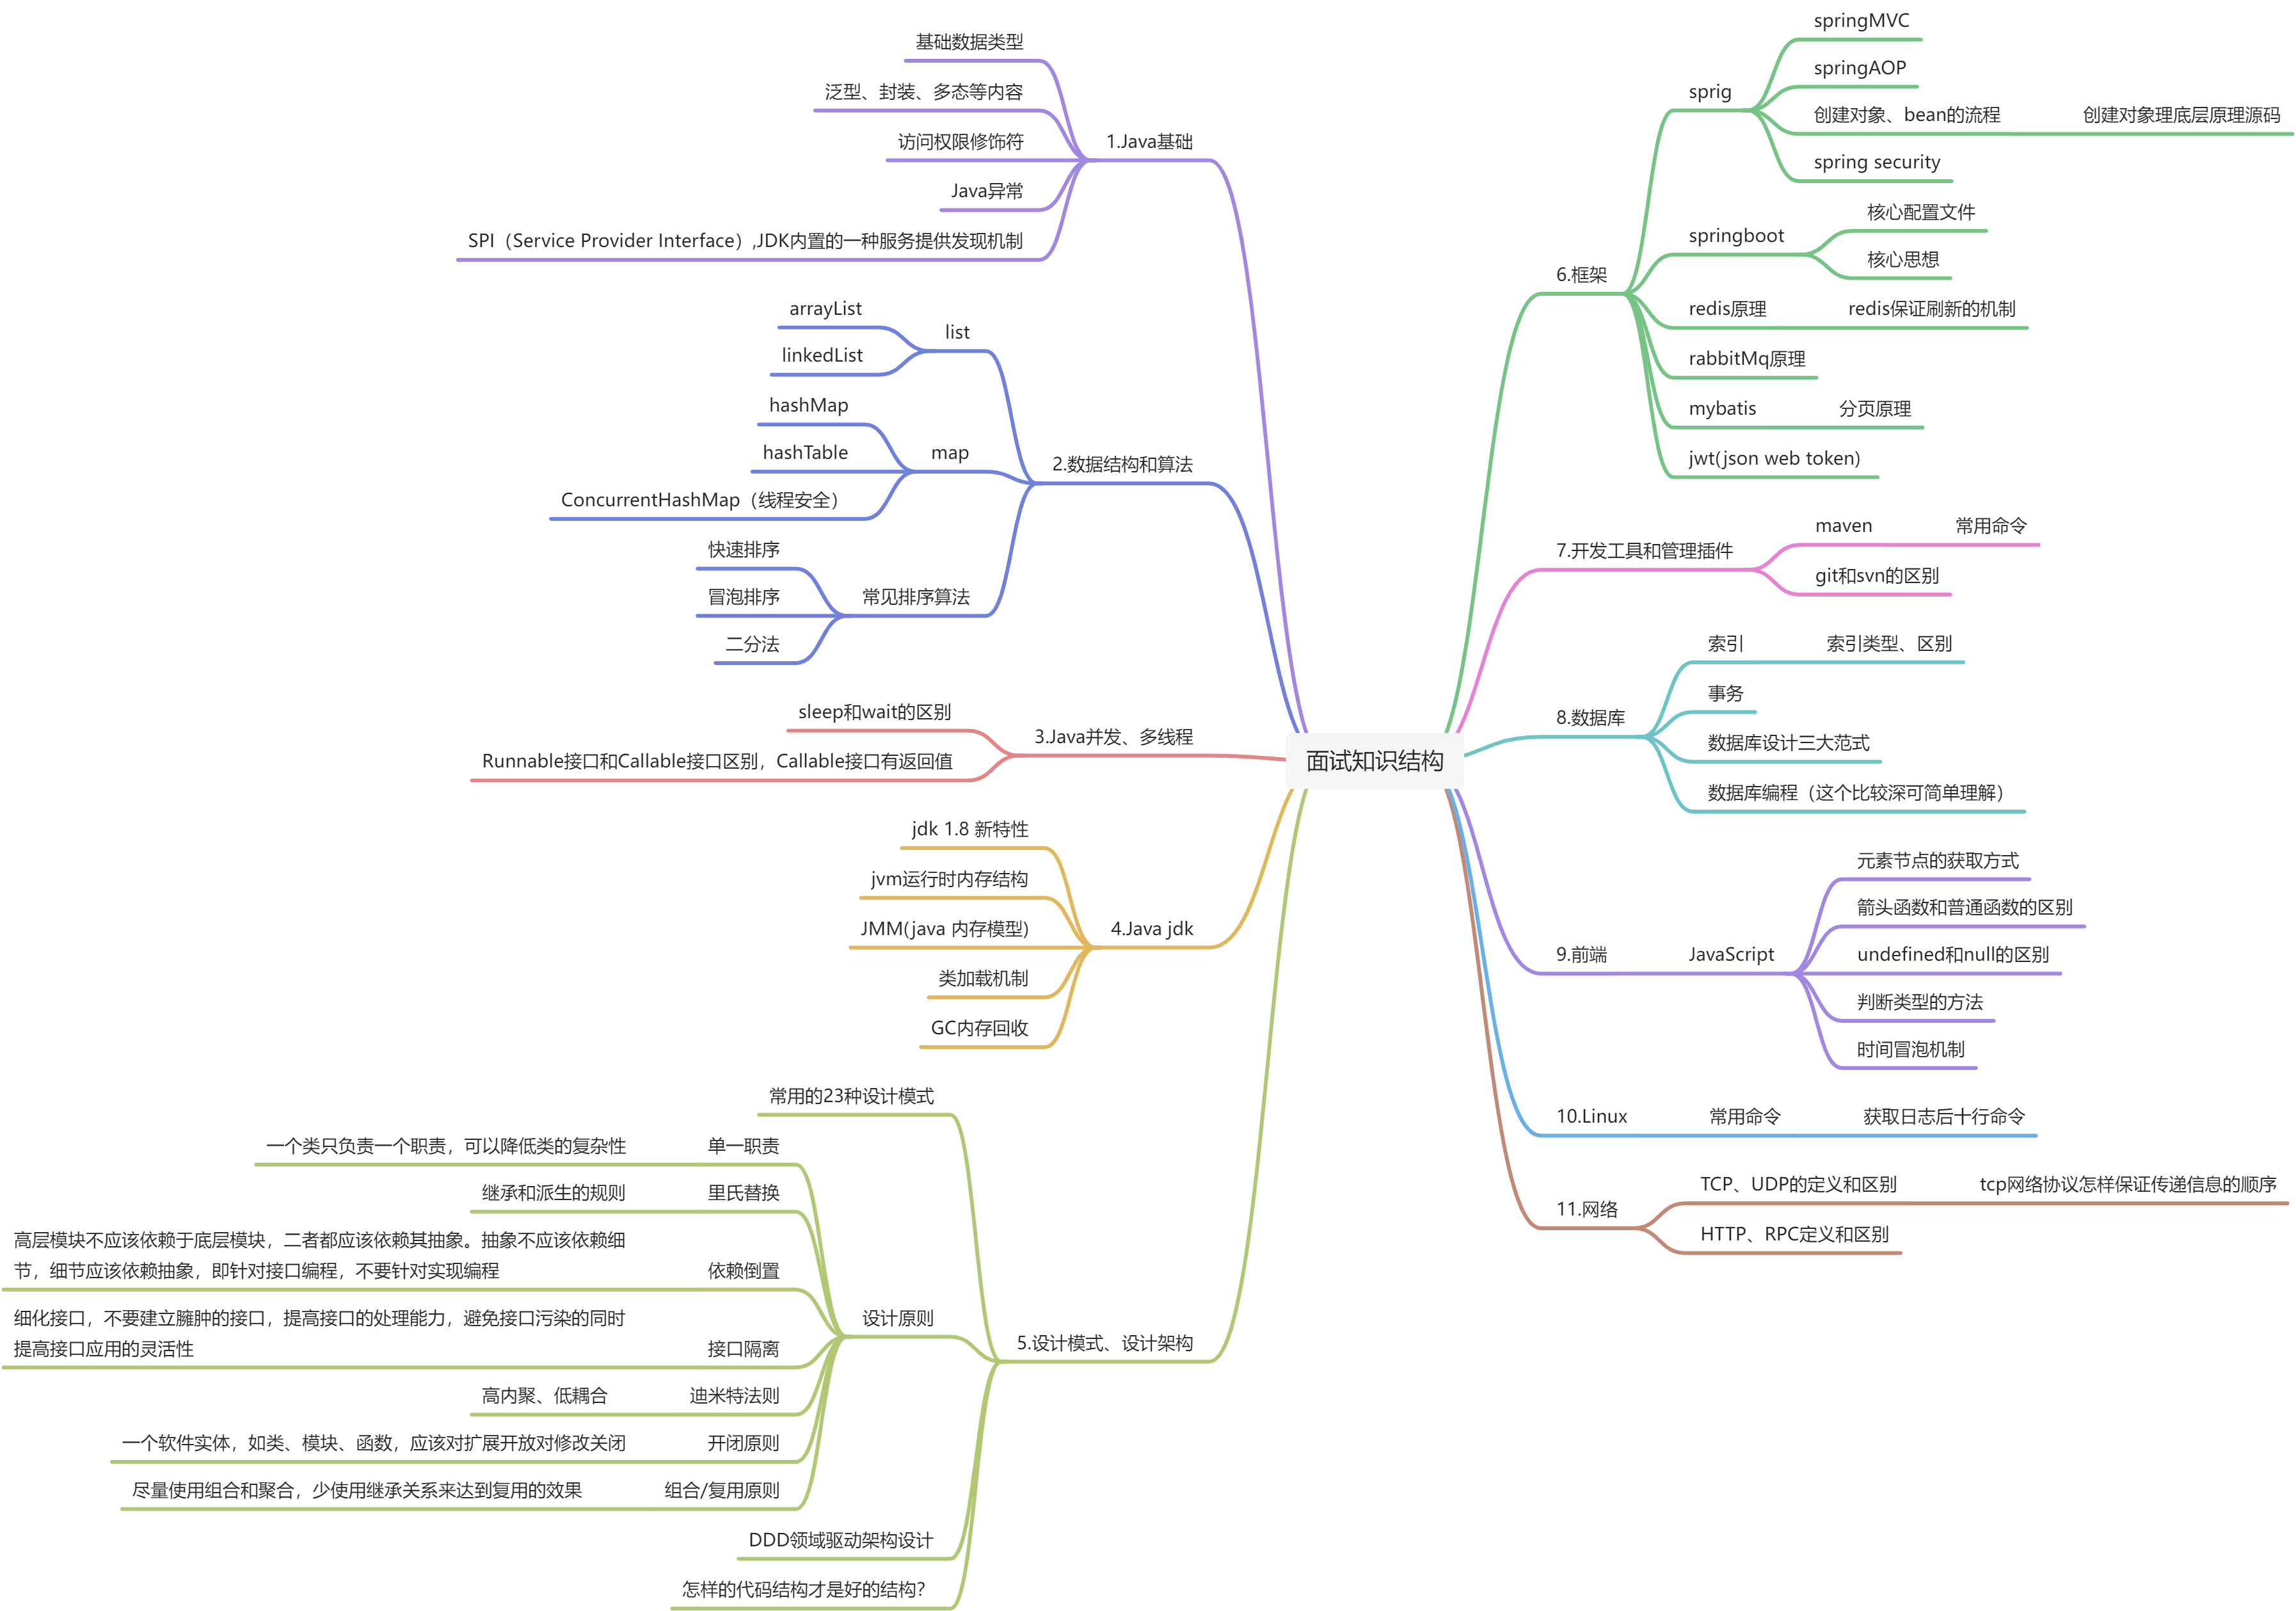 面试知识结构
1.Java基础
基础数据类型
泛型、封装、多态等内容
访问权限修饰符
Java异常
SPI（Service Provider Interface）,JDK内置的一种服务提供发现机制
2.数据结构和算法
list
arrayList
linkedList
map
hashMap
hashTable
ConcurrentHashMap（线程安全）
常见排序算法
快速排序
冒泡排序
二分法
3.Java并发、多线程
sleep和wait的区别
Runnable接口和Callable接口区别，Callable接口有返回值
4.Java jdk
jdk 1.8 新特性
jvm运行时内存结构
JMM(java 内存模型)
类加载机制
GC内存回收
5.设计模式、设计架构
常用的23种设计模式
设计原则
单一职责
一个类只负责一个职责，可以降低类的复杂性
里氏替换
继承和派生的规则
依赖倒置
高层模块不应该依赖于底层模块，二者都应该依赖其抽象。抽象不应该依赖细
节，细节应该依赖抽象，即针对接口编程，不要针对实现编程
接口隔离
细化接口，不要建立臃肿的接口，提高接口的处理能力，避免接口污染的同时
提高接口应用的灵活性
迪米特法则
高内聚、低耦合
开闭原则
一个软件实体，如类、模块、函数，应该对扩展开放对修改关闭
组合/复用原则
尽量使用组合和聚合，少使用继承关系来达到复用的效果
DDD领域驱动架构设计
怎样的代码结构才是好的结构？
6.框架
sprig
springMVC
springAOP
创建对象、bean的流程
创建对象理底层原理源码
spring security
springboot
核心配置文件
核心思想
redis原理
redis保证刷新的机制
rabbitMq原理
mybatis
分页原理
jwt(json web token)
7.开发工具和管理插件
maven
常用命令
git和svn的区别
8.数据库
索引
索引类型、区别
事务
数据库设计三大范式
数据库编程（这个比较深可简单理解）
9.前端
JavaScript
元素节点的获取方式
箭头函数和普通函数的区别
undefined和null的区别
判断类型的方法
时间冒泡机制
10.Linux
常用命令
获取日志后十行命令
11.网络
TCP、UDP的定义和区别
tcp网络协议怎样保证传递信息的顺序
HTTP、RPC定义和区别